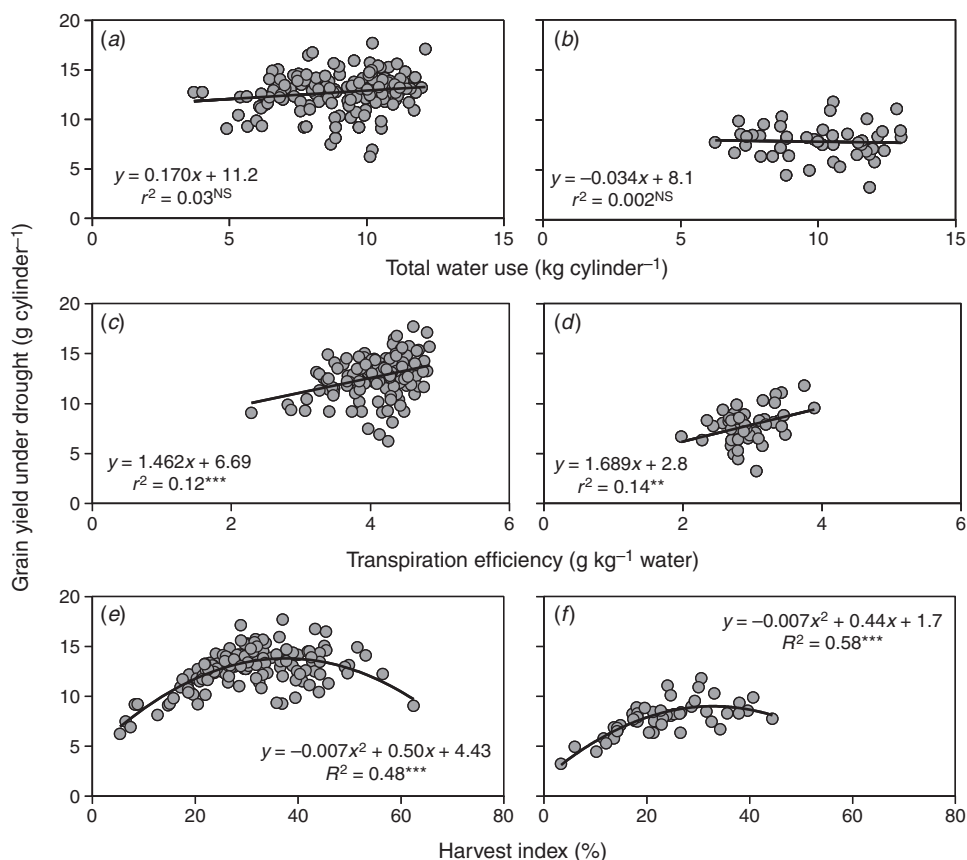 Grain yield under drought (g cylinder⁻¹)
20
15
10
5
0
(a)
y = 0.170x + 11.2
r² = 0.03ᴺˢ
0
5
10
15
(b)
y = –0.034x + 8.1
r² = 0.002ᴺˢ
0
5
10
15
Total water use (kg cylinder⁻¹)
20
15
10
5
0
(c)
y = 1.462x + 6.69
r² = 0.12***
0
2
4
6
(d)
y = 1.689x + 2.8
r² = 0.14**
0
2
4
6
Transpiration efficiency (g kg⁻¹ water)
20
15
10
5
0
(e)
y = –0.007x² + 0.50x + 4.43
R² = 0.48***
0
20
40
60
80
(f)
y = –0.007x² + 0.44x + 1.7
R² = 0.58***
0
20
40
60
80
Harvest index (%)